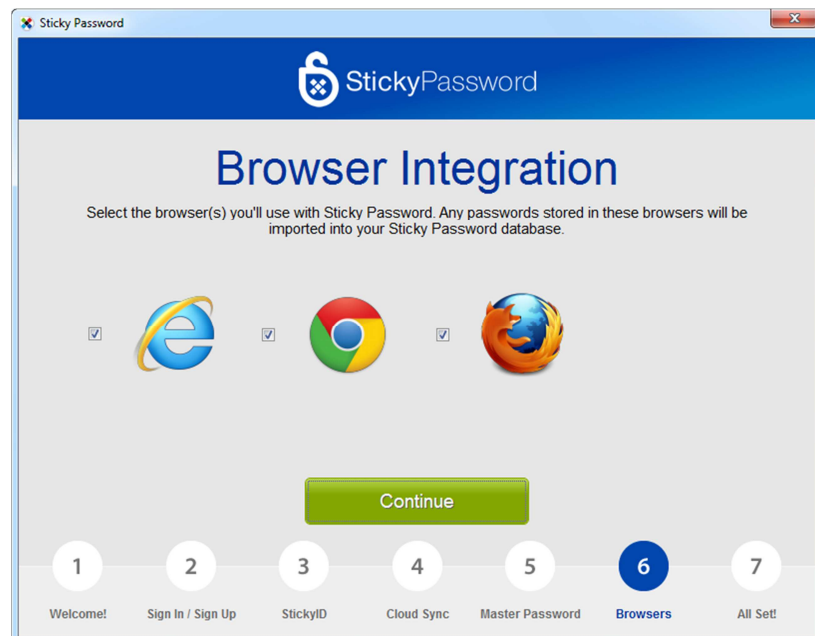 Sticky Password
StickyPassword
Browser Integration
Select the browser(s) you'll use with Sticky Password. Any passwords stored in these browsers will be
imported into your Sticky Password database.
Continue
1 2 3 4 5 6 7
Welcome! Sign In / Sign Up StickyID Cloud Sync Master Password Browsers All Set!